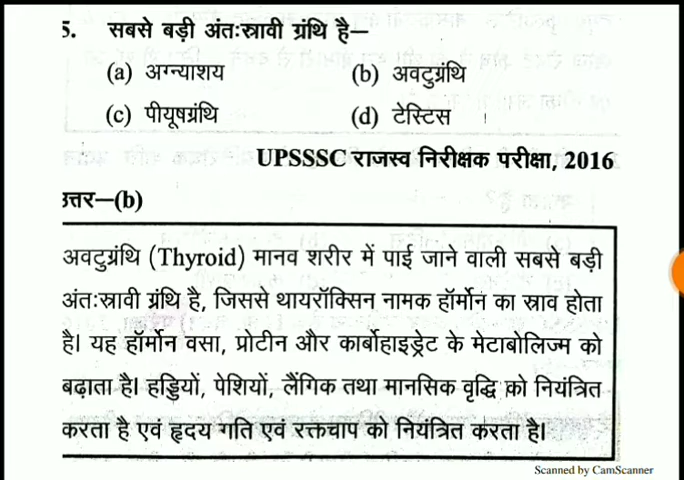 5. सबसे बड़ी अंतःस्रावी ग्रंथि है—
(a) अग्न्याशय (b) अवटुग्रंथि
(c) पीयूषग्रंथि (d) टेस्टिस
UPSSSC राजस्व निरीक्षक परीक्षा, 2016
उत्तर—(b)
अवटुग्रंथि (Thyroid) मानव शरीर में पाई जाने वाली सबसे बड़ी
अंतःस्रावी ग्रंथि है, जिससे थायरॉक्सिन नामक हॉर्मोन का स्राव होता
है। यह हॉर्मोन वसा, प्रोटीन और कार्बोहाइड्रेट के मेटाबोलिज्म को
बढ़ाता है। हड्डियों, पेशियों, लैंगिक तथा मानसिक वृद्धि को नियंत्रित
करता है एवं हृदय गति एवं रक्तचाप को नियंत्रित करता है।
Scanned by CamScanner